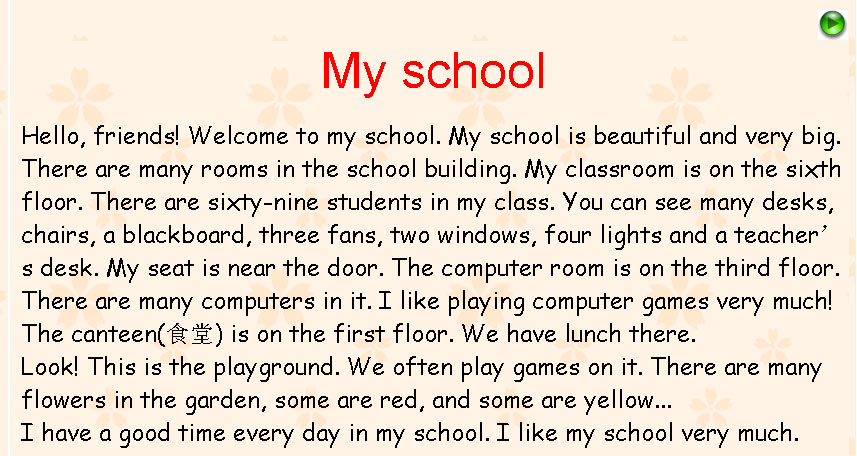 My school
Hello, friends! Welcome to my school. My school is beautiful and very big.
There are many rooms in the school building. My classroom is on the sixth
floor. There are sixty-nine students in my class. You can see many desks,
chairs, a blackboard, three fans, two windows, four lights and a teacher’
s desk. My seat is near the door. The computer room is on the third floor.
There are many computers in it. I like playing computer games very much!
The canteen(食堂) is on the first floor. We have lunch there.
Look! This is the playground. We often play games on it. There are many
flowers in the garden, some are red, and some are yellow...
I have a good time every day in my school. I like my school very much.